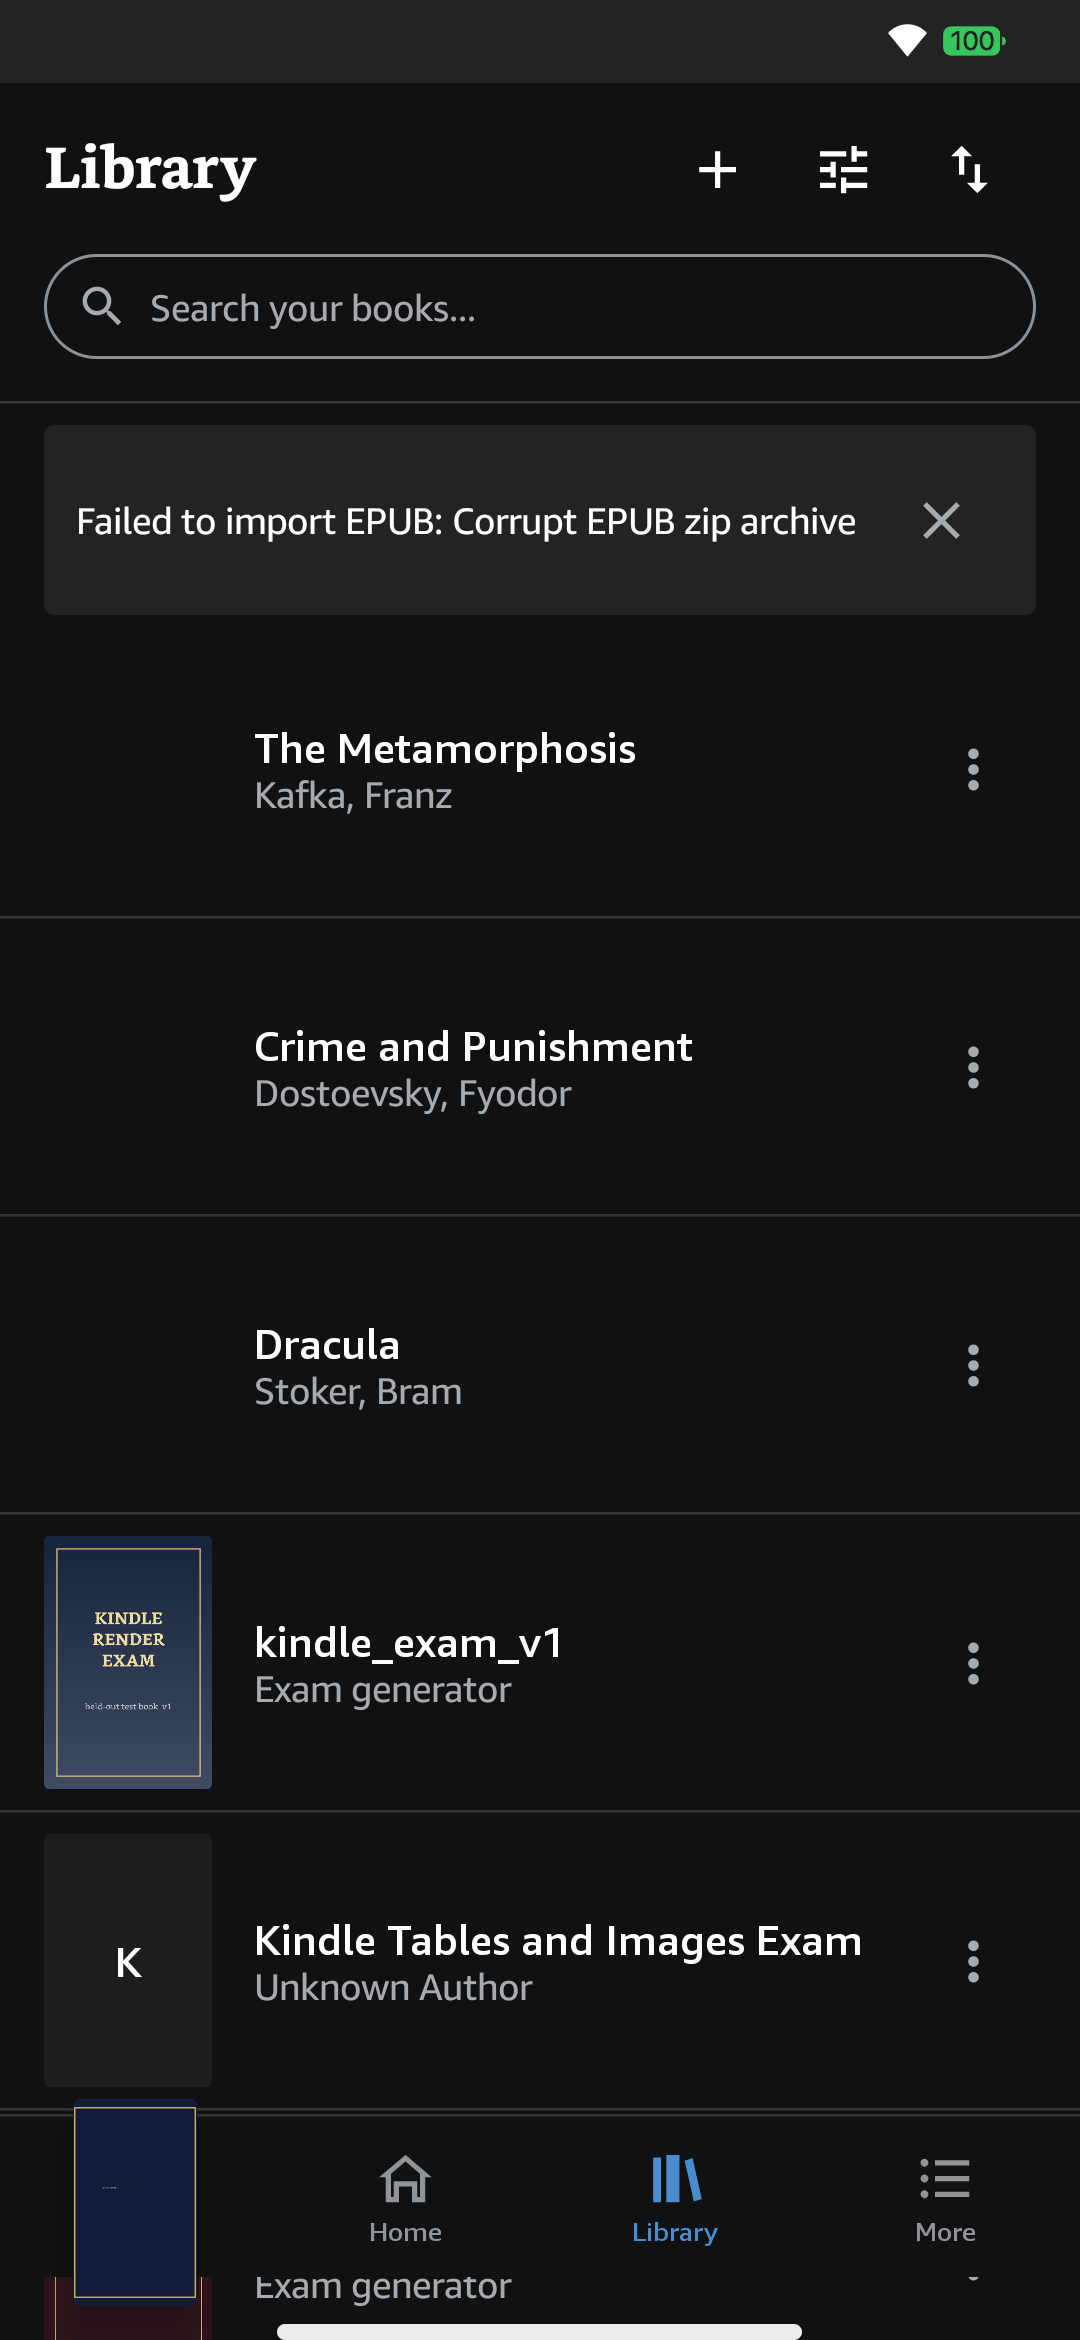 100
Library
Search your books...
Failed to import EPUB: Corrupt EPUB zip archive
The Metamorphosis
Kafka, Franz
Crime and Punishment
Dostoevsky, Fyodor
Dracula
Stoker, Bram
KINDLE
RENDER
EXAM
held-out test book v1
kindle_exam_v1
Exam generator
K
Kindle Tables and Images Exam
Unknown Author
Home
Library
More
Exam generator